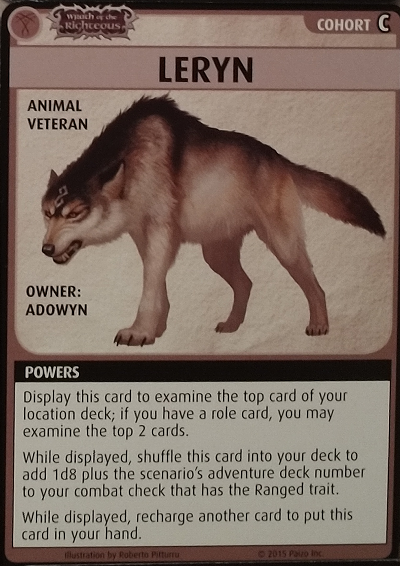 Wrath of the
Righteous
COHORT C
LERYN
ANIMAL
VETERAN
OWNER:
ADOWYN
POWERS
Display this card to examine the top card of your
location deck; if you have a role card, you may
examine the top 2 cards.
While displayed, shuffle this card into your deck to
add 1d8 plus the scenario's adventure deck number
to your combat check that has the Ranged trait.
While displayed, recharge another card to put this
card in your hand.
Illustration by Roberto Pitturru
© 2015 Paizo Inc.